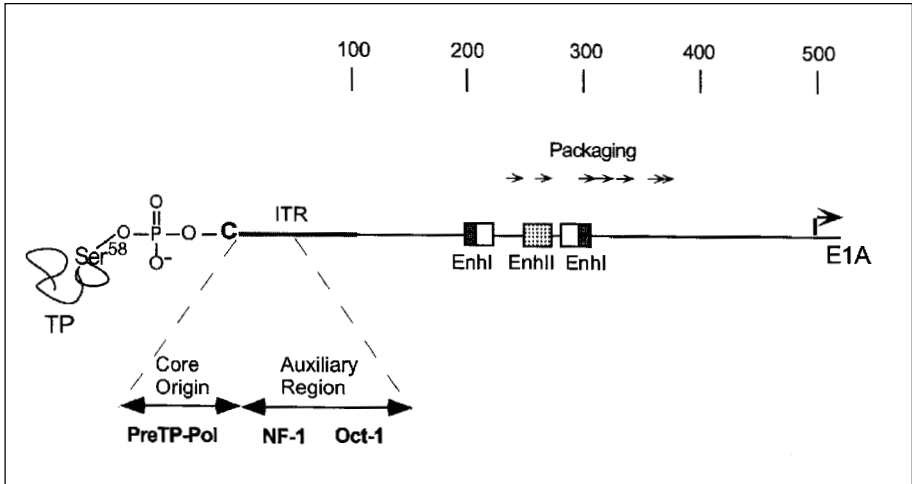 100 200 300 400 500
Packaging
O
Ser58 O P O C ITR
O-
TP
EnhI EnhII EnhI E1A
Core Origin
Auxiliary Region
PreTP-Pol NF-1 Oct-1